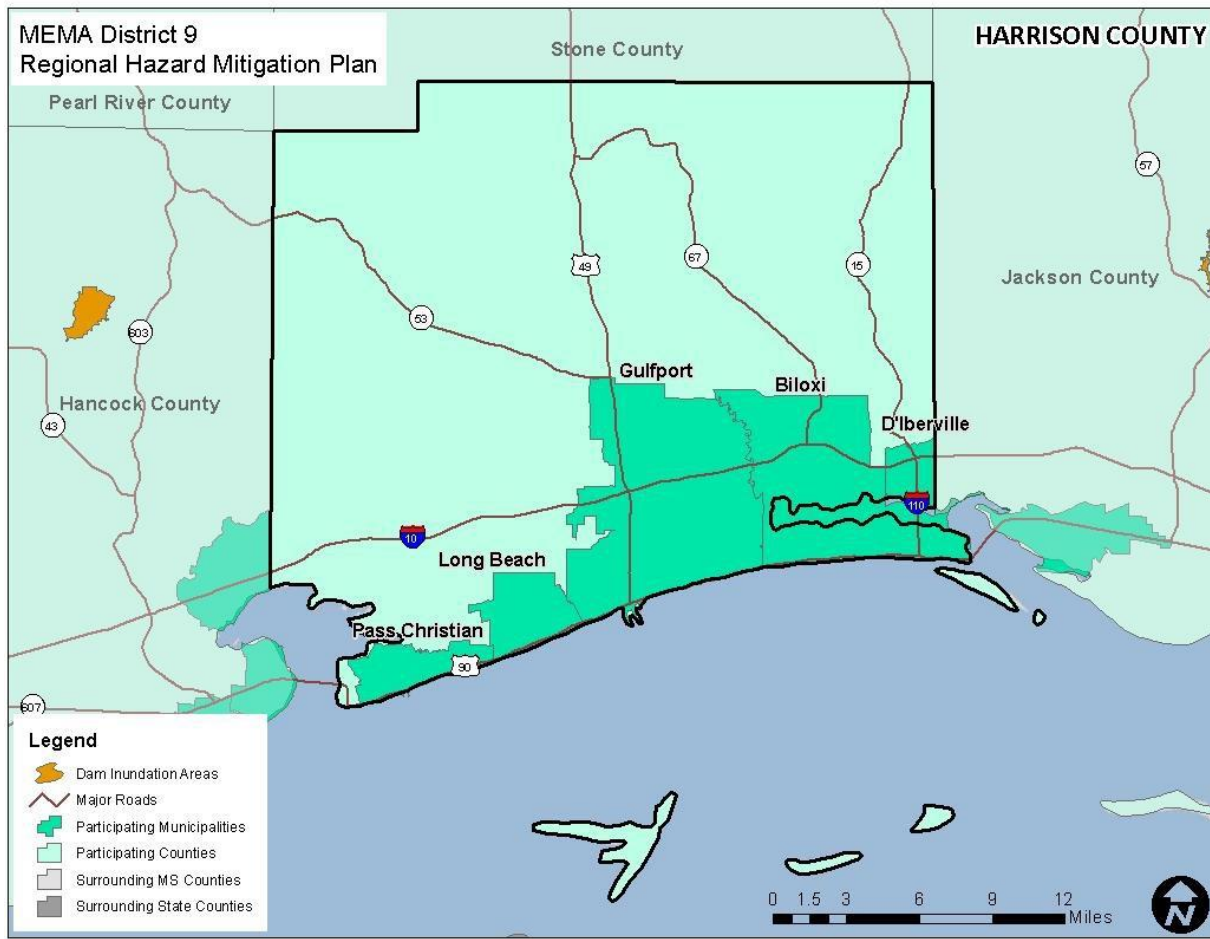 MEMA District 9
Regional Hazard Mitigation Plan
HARRISON COUNTY
Stone County
Pearl River County
57
49
67
15
Jackson County
53
603
Gulfport
Biloxi
Hancock County
D'Iberville
43
110
10
Long Beach
Pass Christian
90
607
Legend
Dam Inundation Areas
Major Roads
Participating Municipalities
Participating Counties
Surrounding MS Counties
Surrounding State Counties
0 1.5 3 6 9 12
Miles
N